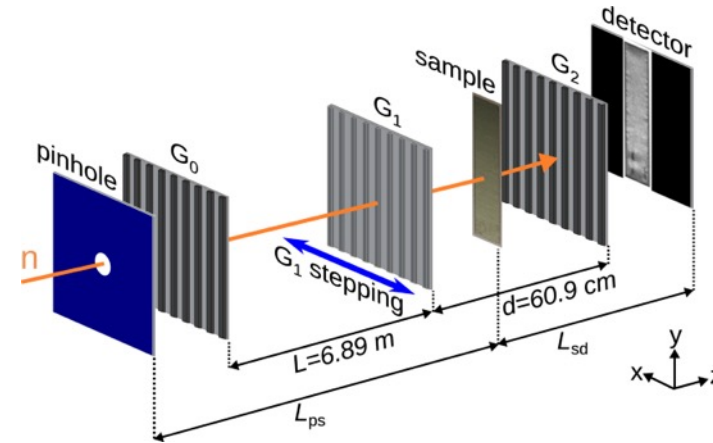 detector
G₂
sample
G₁
G₀
pinhole
n
G₁ stepping
d=60.9 cm
L=6.89 m
Lsd
Lps
y
x
z